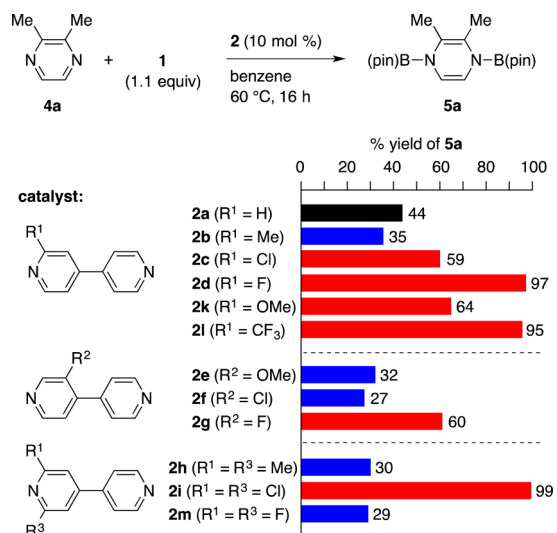 Me Me
N N + 1 (1.1 equiv) 2 (10 mol %) benzene 60 °C, 16 h (pin)B N N B(pin) Me Me
4a 5a
% yield of 5a
0 20 40 60 80 100
catalyst:
R1 N N
2a (R1 = H) 44
2b (R1 = Me) 35
2c (R1 = Cl) 59
2d (R1 = F) 97
2k (R1 = OMe) 64
2l (R1 = CF3) 95
R2 N N
2e (R2 = OMe) 32
2f (R2 = Cl) 27
2g (R2 = F) 60
R1 N R3 N
2h (R1 = R3 = Me) 30
2i (R1 = R3 = Cl) 99
2m (R1 = R3 = F) 29